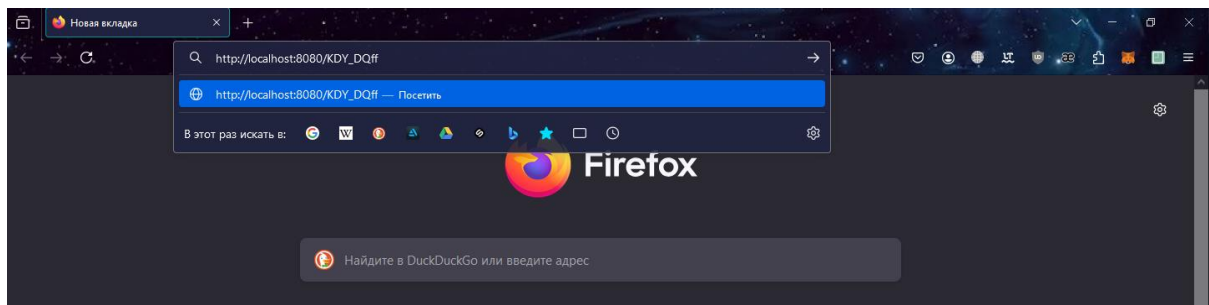 Новая вкладка
http://localhost:8080/KDY_DQff
http://localhost:8080/KDY_DQff — Посетить
В этот раз искать в:
Firefox
Найдите в DuckDuckGo или введите адрес